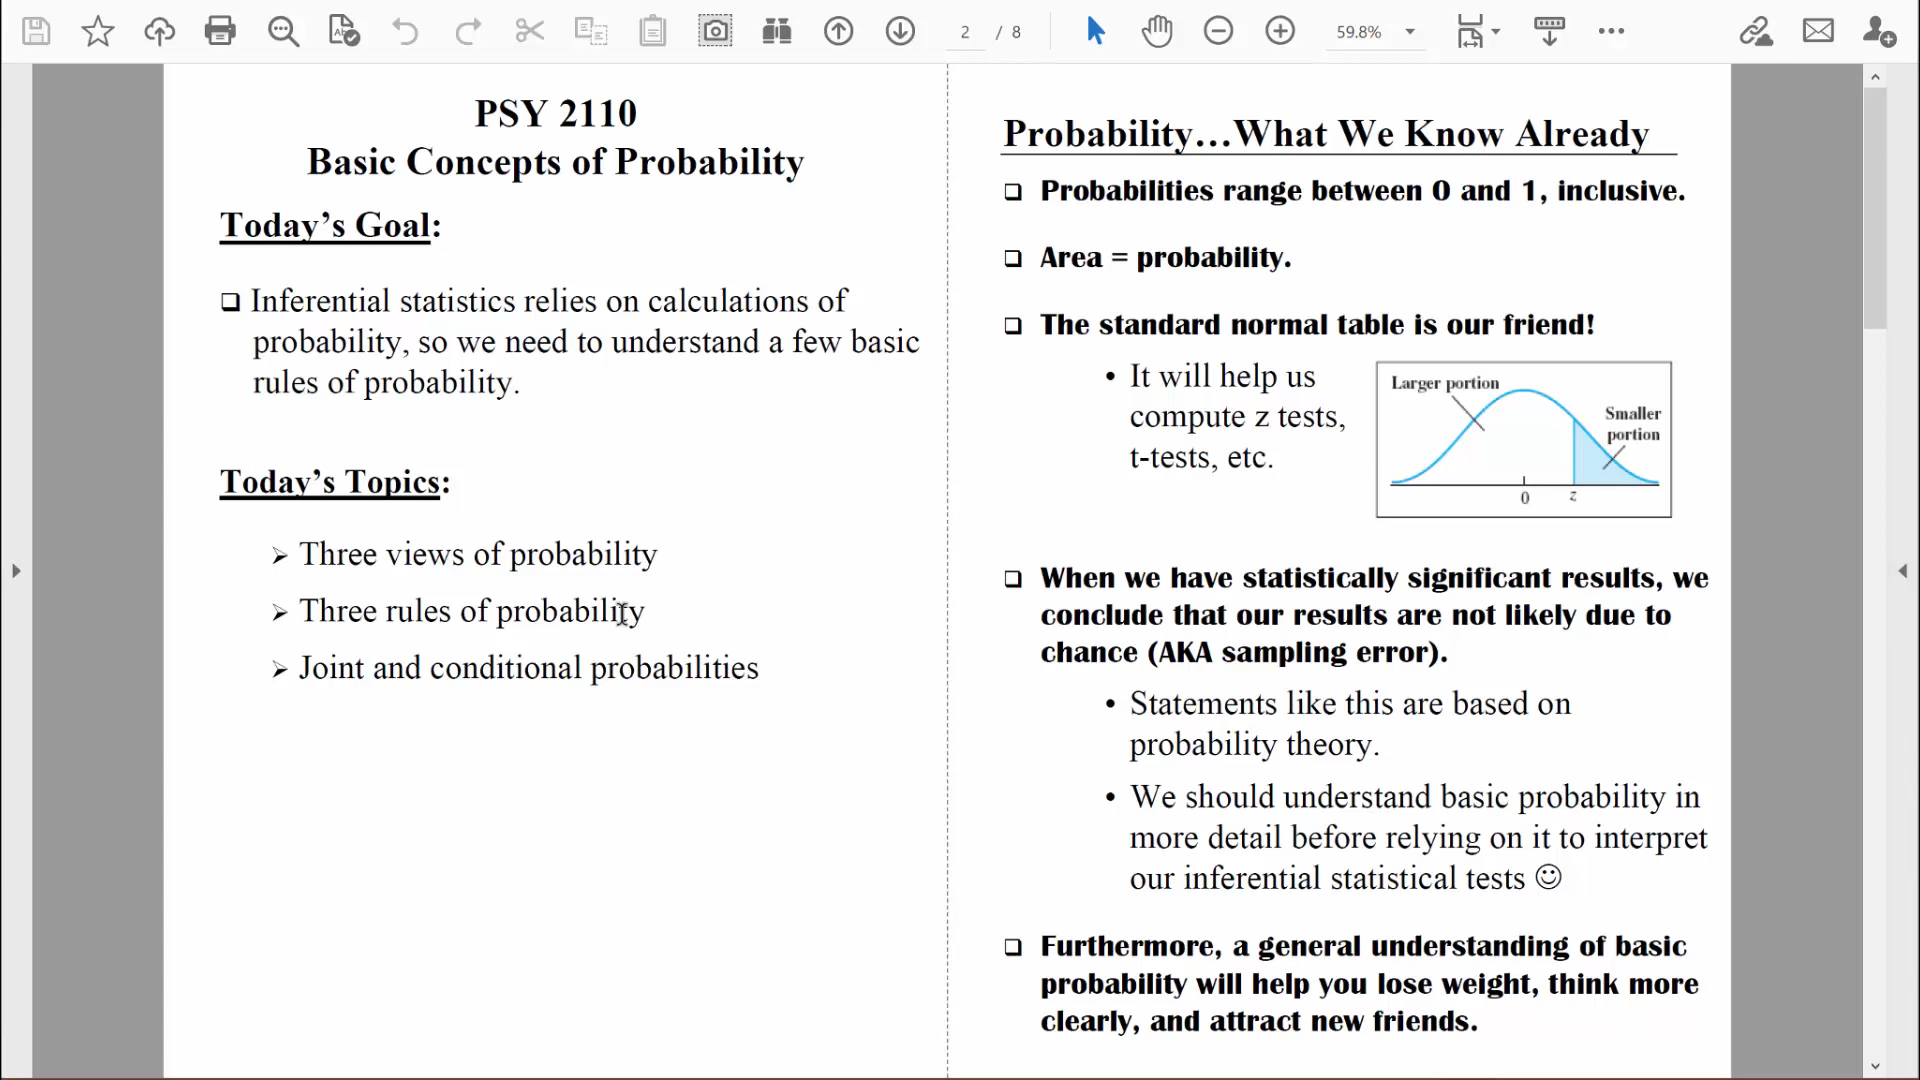 2 / 8
59.8%
PSY 2110
Basic Concepts of Probability
Today's Goal:
❑ Inferential statistics relies on calculations of
probability, so we need to understand a few basic
rules of probability.
Today's Topics:
➢ Three views of probability
➢ Three rules of probability
➢ Joint and conditional probabilities
Probability…What We Know Already
❑ Probabilities range between 0 and 1, inclusive.
❑ Area = probability.
❑ The standard normal table is our friend!
• It will help us
compute z tests,
t-tests, etc.
Larger portion
Smaller
portion
0
z
❑ When we have statistically significant results, we
conclude that our results are not likely due to
chance (AKA sampling error).
• Statements like this are based on
probability theory.
• We should understand basic probability in
more detail before relying on it to interpret
our inferential statistical tests ☺
❑ Furthermore, a general understanding of basic
probability will help you lose weight, think more
clearly, and attract new friends.